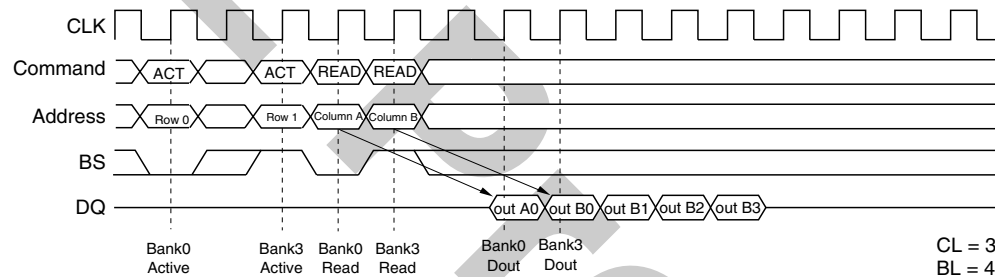 CLK
Command ACT ACT READ READ
Address Row 0 Row 1 Column A Column B
BS
DQ out A0 out B0 out B1 out B2 out B3
Bank0 Bank3 Bank0 Bank3 Bank0 Bank3
Active Active Read Read Dout Dout
CL = 3
BL = 4